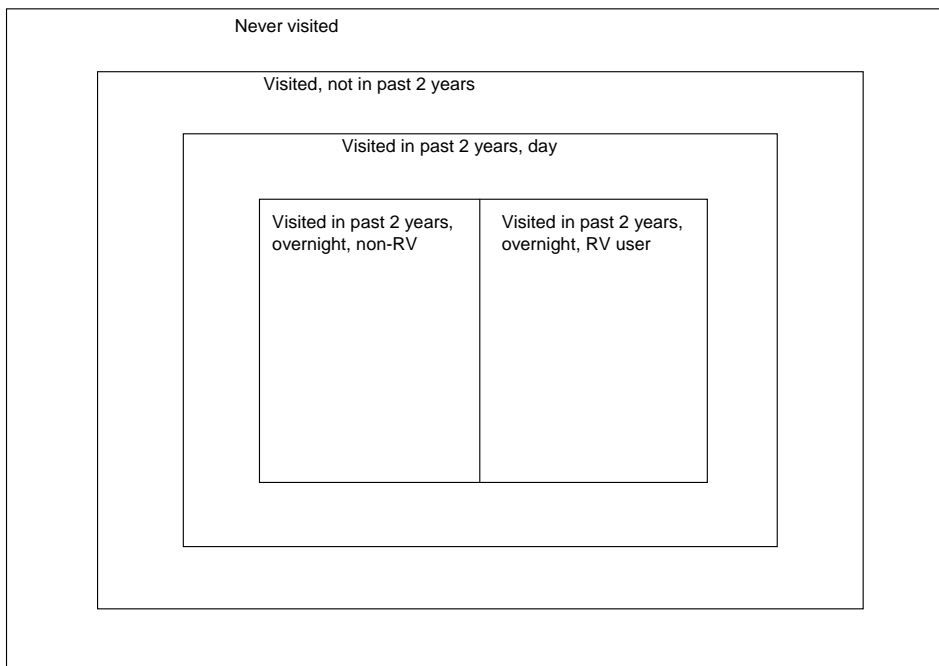 Never visited
Visited, not in past 2 years
Visited in past 2 years, day
Visited in past 2 years,
overnight, non-RV
Visited in past 2 years,
overnight, RV user